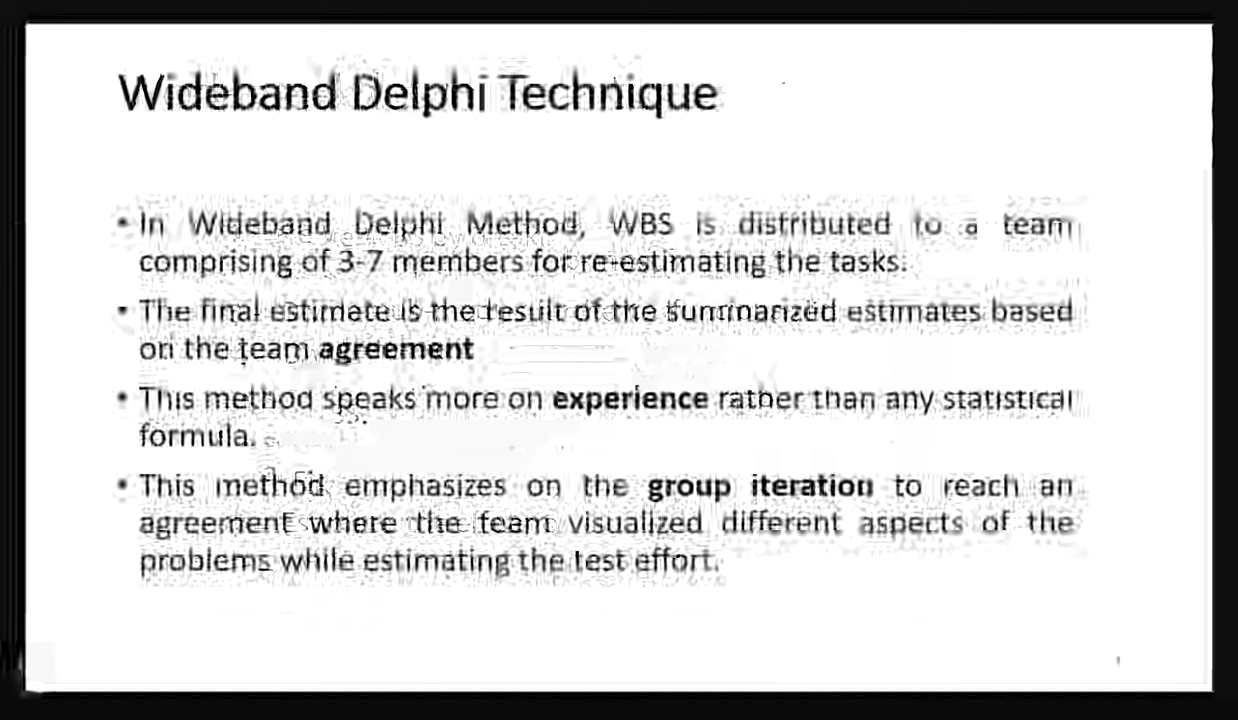 Wideband Delphi Technique
• In Wideband Delphi Method, WBS is distributed to a team
comprising of 3-7 members for re-estimating the tasks.
• The final estimate is the result of the summarized estimates based
on the team agreement
• This method speaks more on experience rather than any statistical
formula.
• This method emphasizes on the group iteration to reach an
agreement where the team visualized different aspects of the
problems while estimating the test effort.